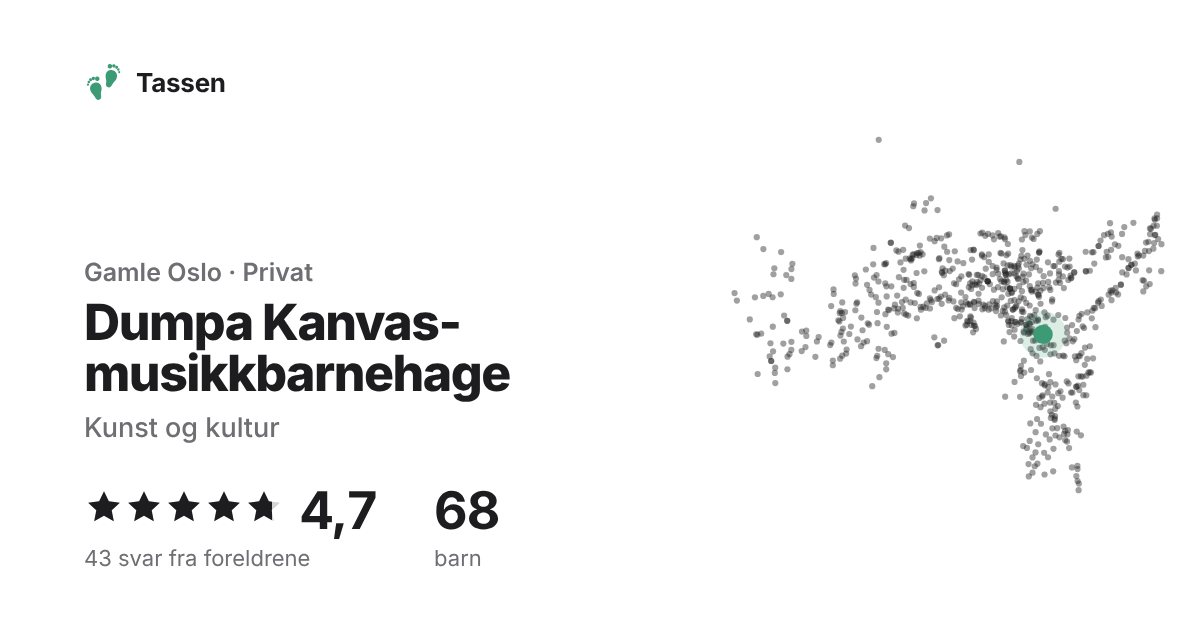 Tassen
Gamle Oslo · Privat
Dumpa Kanvas-
musikkbarnehage
Kunst og kultur
4,7 68
43 svar fra foreldrene barn